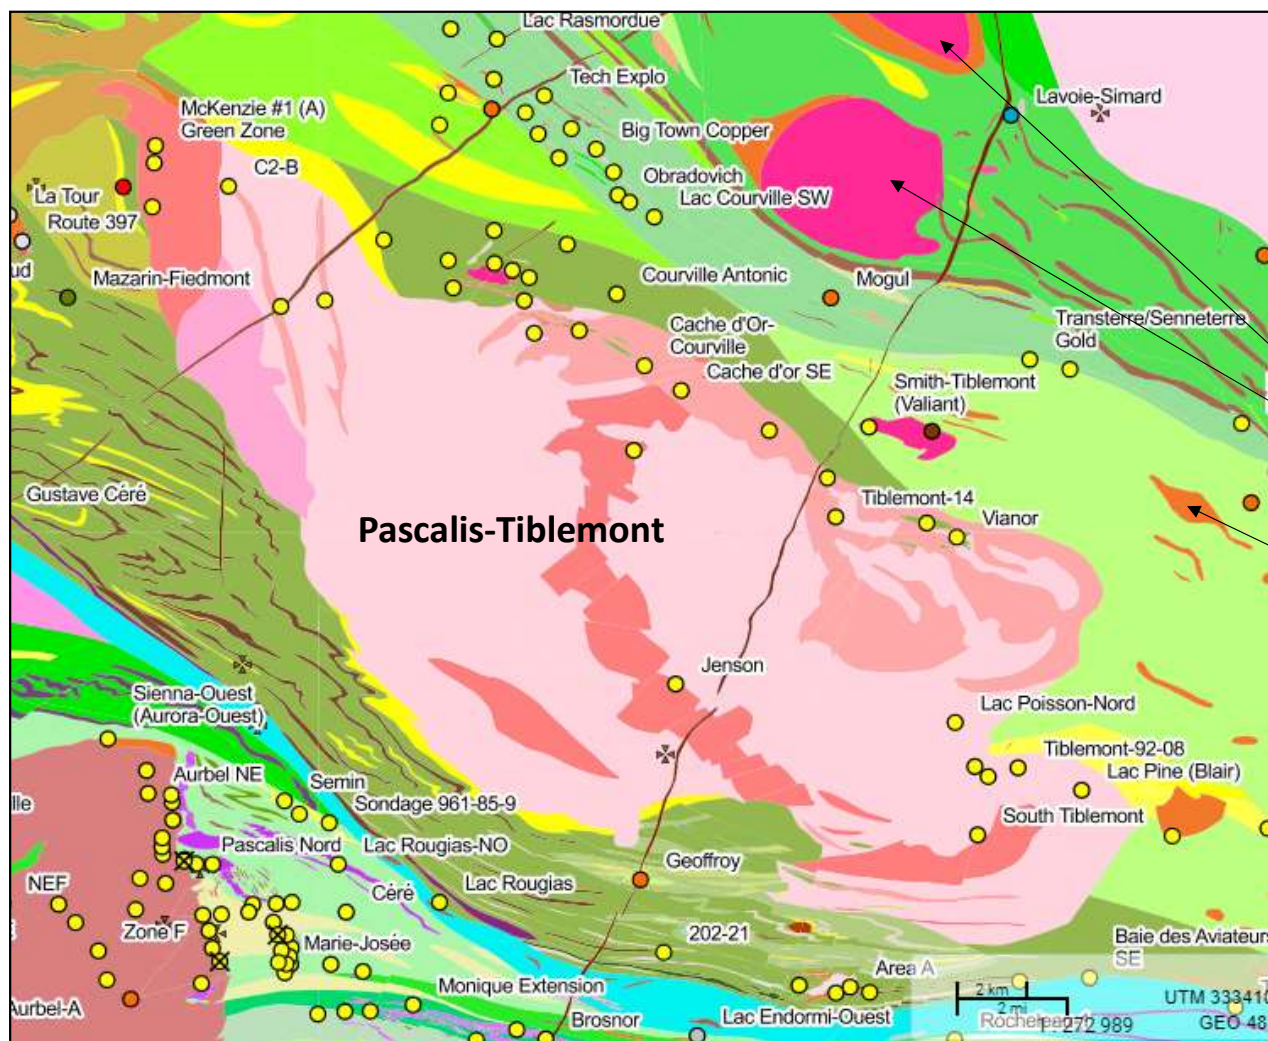 Lac Rasmordue
Tech Explo
Lavoie-Simard
McKenzie #1 (A)
Green Zone
Big Town Copper
C2-B
Obradovich
La Tour
Lac Courville SW
Route 397
ud
Mazarin-Fiedmont
Courville Antonic
Mogul
Cache d'Or-
Courville
Transterre/Senneterre
Gold
Cache d'or SE
Smith-Tiblemont
(Valiant)
Gustave Céré
Tiblemont-14
Vianor
Pascalis-Tiblemont
Jenson
Sienna-Ouest
(Aurora-Ouest)
Lac Poisson-Nord
Tiblemont-92-08
Aurbel NE
Semin
Lac Pine (Blair)
lle
Sondage 961-85-9
South Tiblemont
Pascalis Nord
Lac Rougias-NO
Geoffroy
NEF
Céré
Lac Rougias
Zone F
Marie-Josée
202-21
Baie des Aviateurs
SE
Area A
Monique Extension
2 km
2 mi
UTM 333410
Aurbel-A
Brosnor
Lac Endormi-Ouest
272 989
GEO 48